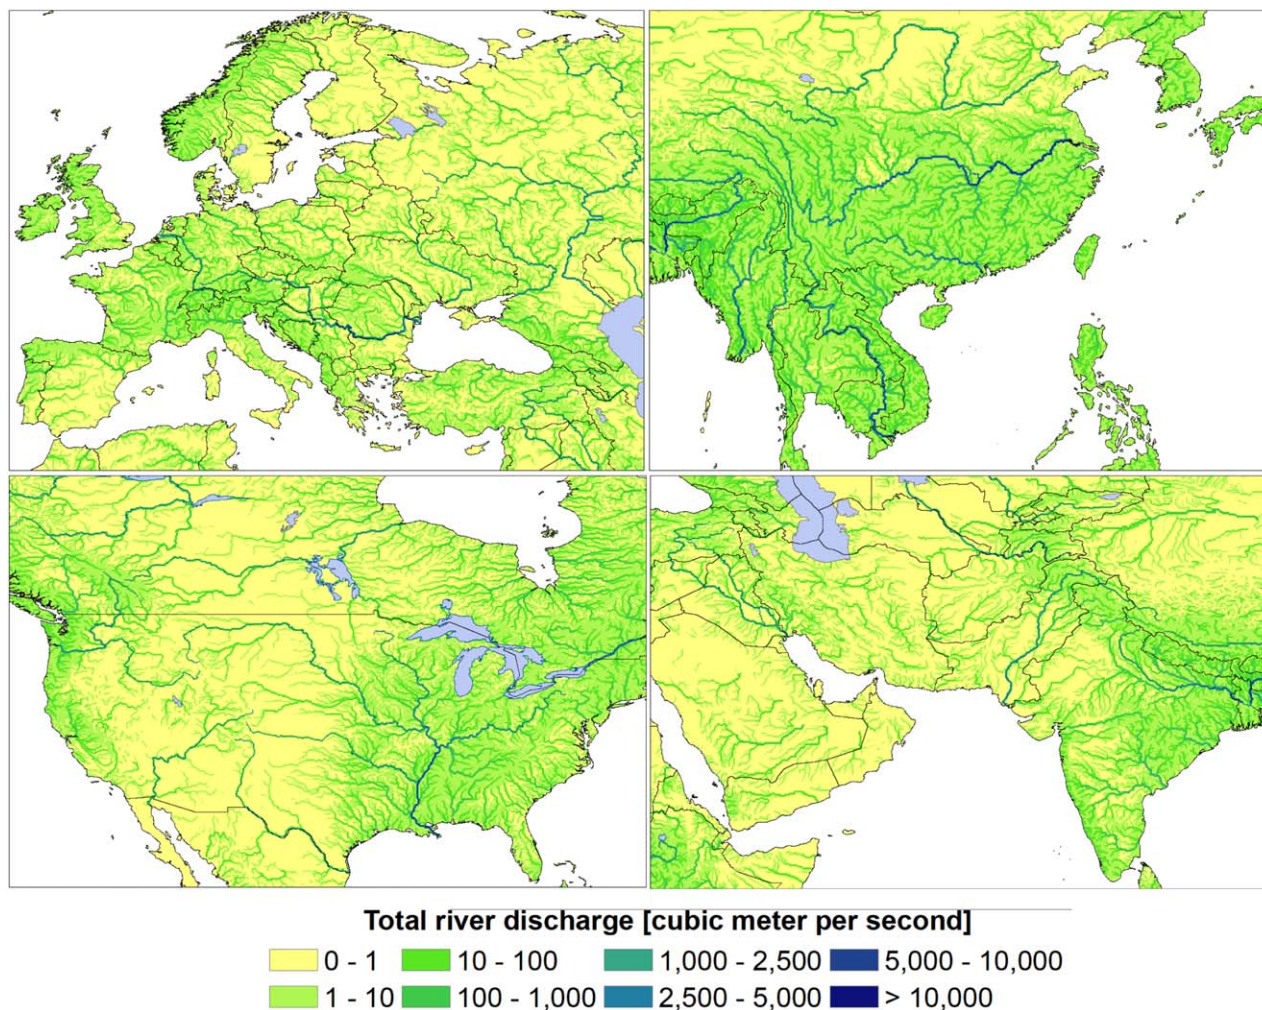 Total river discharge [cubic meter per second]
0 - 1 10 - 100 1,000 - 2,500 5,000 - 10,000
1 - 10 100 - 1,000 2,500 - 5,000 > 10,000